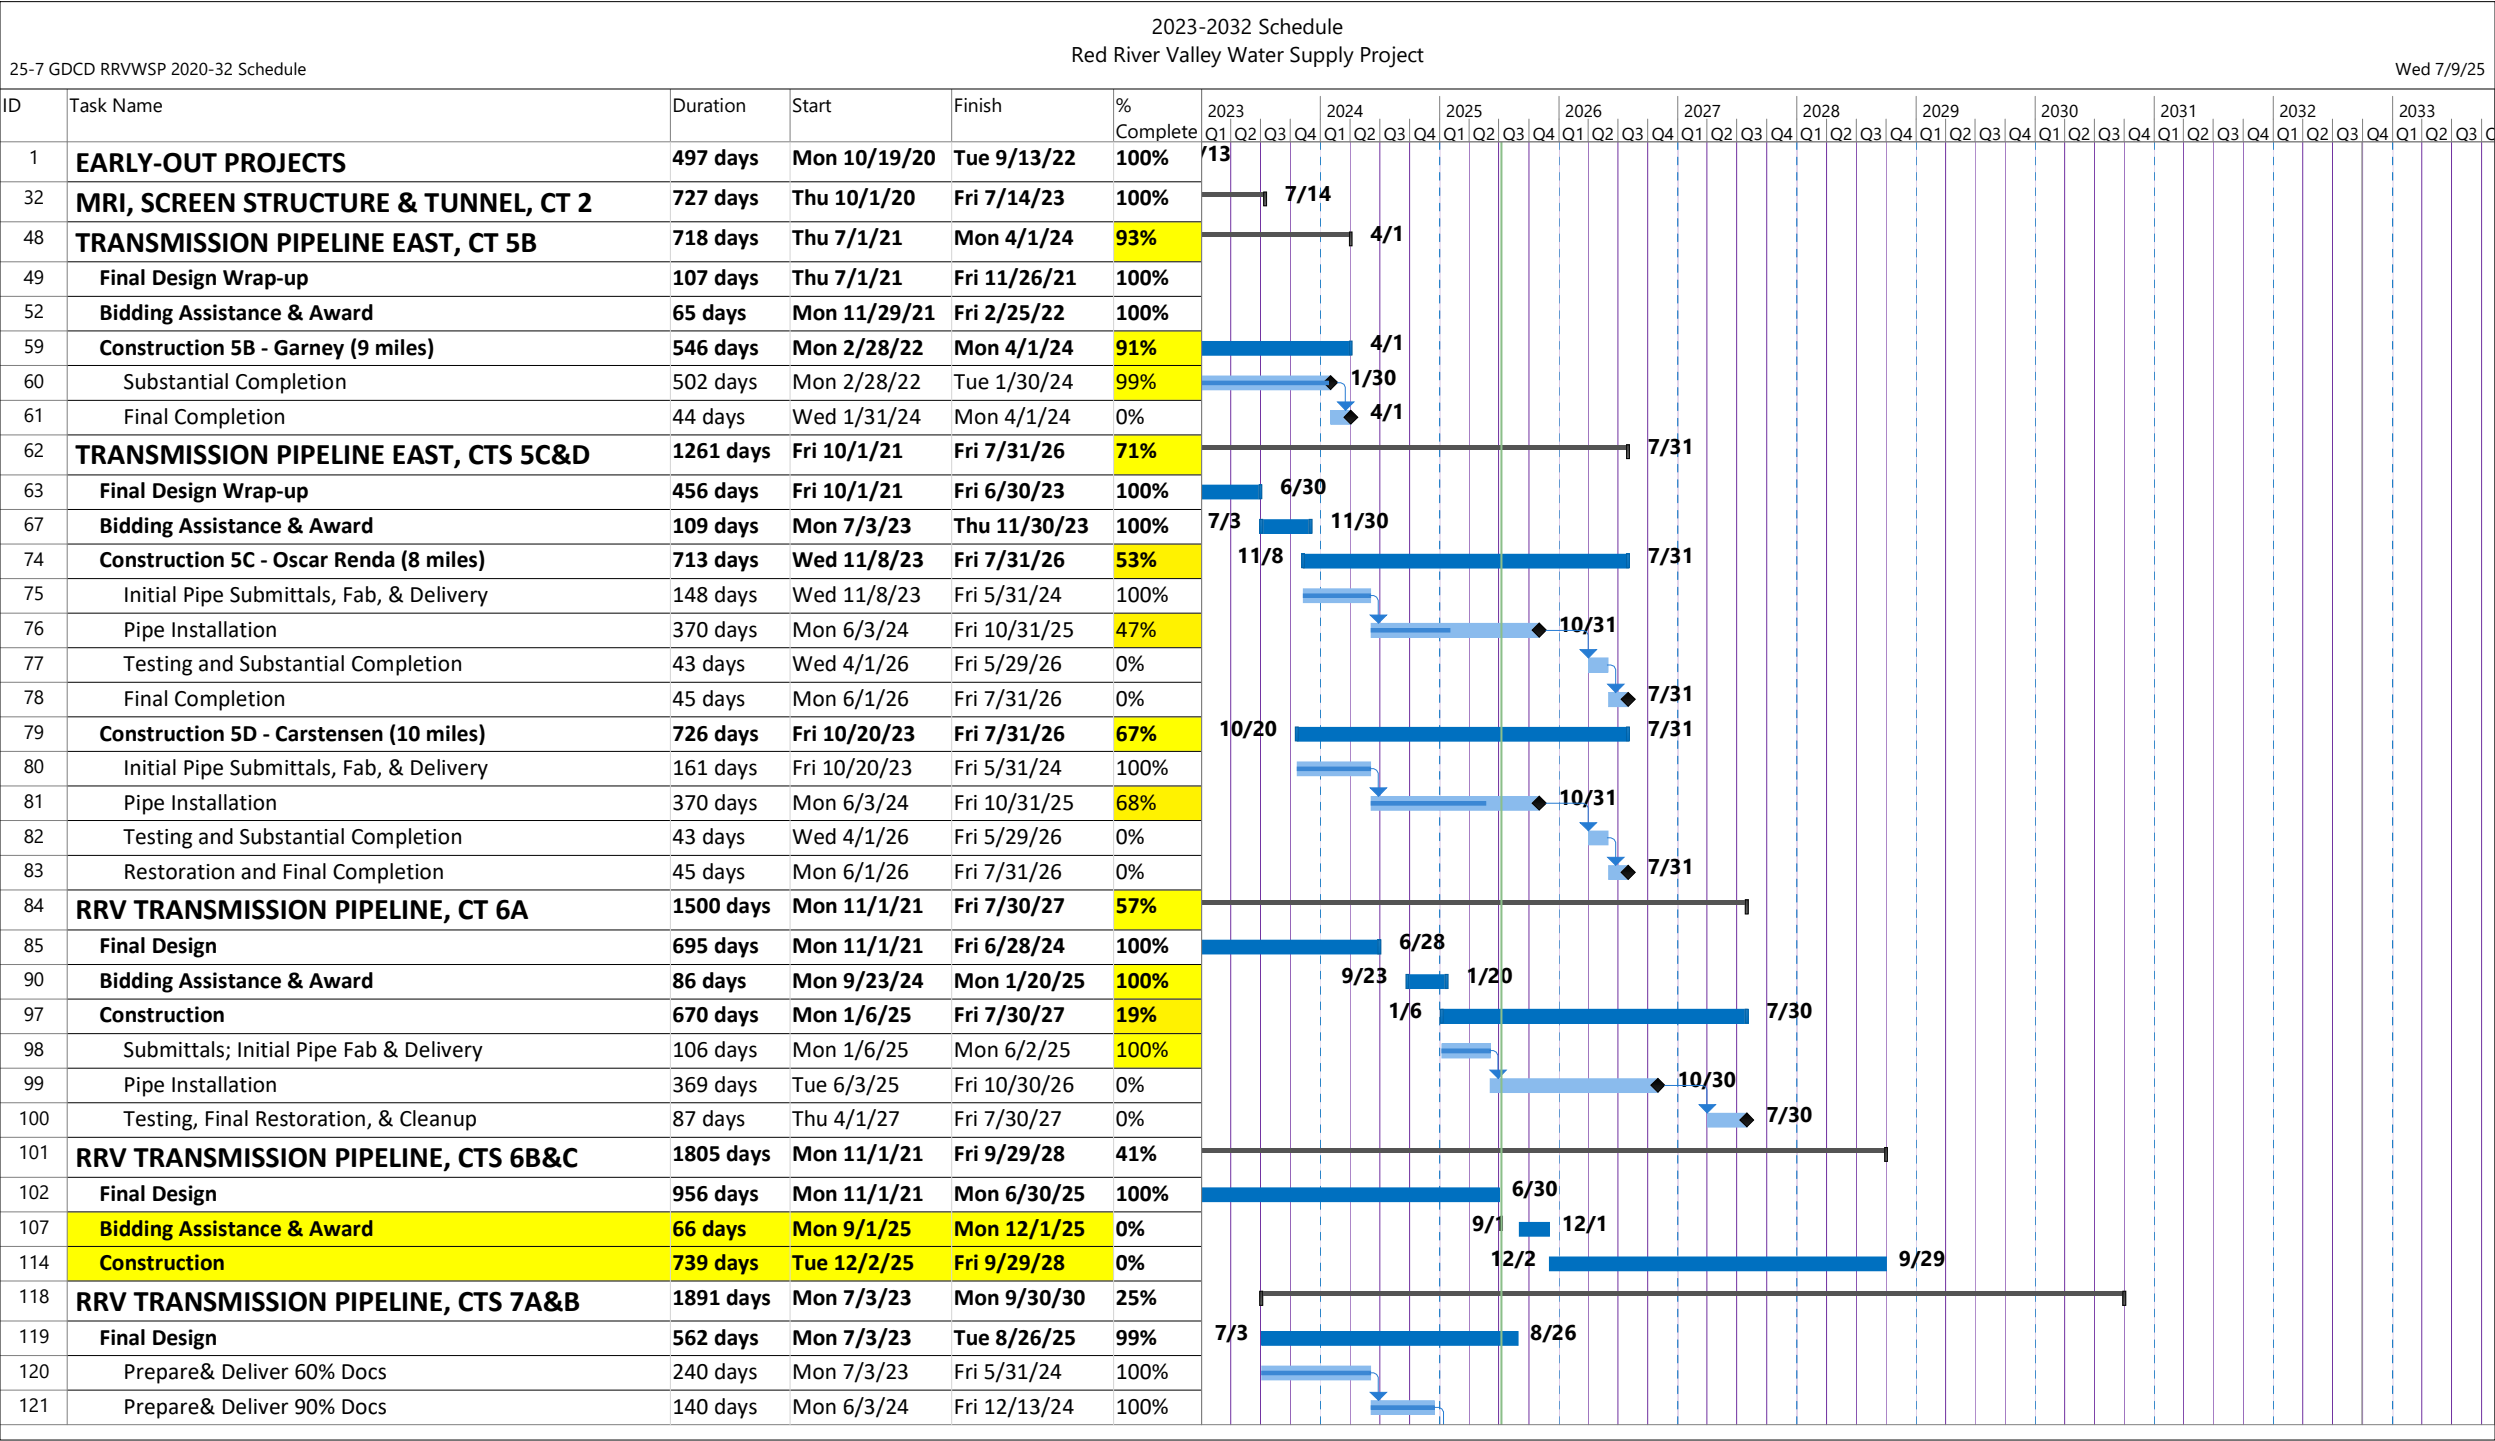 2023-2032 Schedule
Red River Valley Water Supply Project
25-7 GDCD RRVWSP 2020-32 Schedule
Wed 7/9/25
ID Task Name Duration Start Finish % Complete 2023 2024 2025 2026 2027 2028 2029 2030 2031 2032 2033
Q1 Q2 Q3 Q4 Q1 Q2 Q3 Q4 Q1 Q2 Q3 Q4 Q1 Q2 Q3 Q4 Q1 Q2 Q3 Q4 Q1 Q2 Q3 Q4 Q1 Q2 Q3 Q4 Q1 Q2 Q3 Q4 Q1 Q2 Q3 Q4 Q1 Q2 Q3 Q4 Q1 Q2 Q3
1 EARLY-OUT PROJECTS 497 days Mon 10/19/20 Tue 9/13/22 100% /13
32 MRI, SCREEN STRUCTURE & TUNNEL, CT 2 727 days Thu 10/1/20 Fri 7/14/23 100% 7/14
48 TRANSMISSION PIPELINE EAST, CT 5B 718 days Thu 7/1/21 Mon 4/1/24 93% 4/1
49 Final Design Wrap-up 107 days Thu 7/1/21 Fri 11/26/21 100%
52 Bidding Assistance & Award 65 days Mon 11/29/21 Fri 2/25/22 100%
59 Construction 5B - Garney (9 miles) 546 days Mon 2/28/22 Mon 4/1/24 91% 4/1
60 Substantial Completion 502 days Mon 2/28/22 Tue 1/30/24 99% 1/30
61 Final Completion 44 days Wed 1/31/24 Mon 4/1/24 0% 4/1
62 TRANSMISSION PIPELINE EAST, CTS 5C&D 1261 days Fri 10/1/21 Fri 7/31/26 71% 7/31
63 Final Design Wrap-up 456 days Fri 10/1/21 Fri 6/30/23 100% 6/30
67 Bidding Assistance & Award 109 days Mon 7/3/23 Thu 11/30/23 100% 7/3 11/30
74 Construction 5C - Oscar Renda (8 miles) 713 days Wed 11/8/23 Fri 7/31/26 53% 11/8 7/31
75 Initial Pipe Submittals, Fab, & Delivery 148 days Wed 11/8/23 Fri 5/31/24 100%
76 Pipe Installation 370 days Mon 6/3/24 Fri 10/31/25 47% 10/31
77 Testing and Substantial Completion 43 days Wed 4/1/26 Fri 5/29/26 0%
78 Final Completion 45 days Mon 6/1/26 Fri 7/31/26 0% 7/31
79 Construction 5D - Carstensen (10 miles) 726 days Fri 10/20/23 Fri 7/31/26 67% 10/20 7/31
80 Initial Pipe Submittals, Fab, & Delivery 161 days Fri 10/20/23 Fri 5/31/24 100%
81 Pipe Installation 370 days Mon 6/3/24 Fri 10/31/25 68% 10/31
82 Testing and Substantial Completion 43 days Wed 4/1/26 Fri 5/29/26 0%
83 Restoration and Final Completion 45 days Mon 6/1/26 Fri 7/31/26 0% 7/31
84 RRV TRANSMISSION PIPELINE, CT 6A 1500 days Mon 11/1/21 Fri 7/30/27 57%
85 Final Design 695 days Mon 11/1/21 Fri 6/28/24 100% 6/28
90 Bidding Assistance & Award 86 days Mon 9/23/24 Mon 1/20/25 100% 9/23 1/20
97 Construction 670 days Mon 1/6/25 Fri 7/30/27 19% 1/6 7/30
98 Submittals; Initial Pipe Fab & Delivery 106 days Mon 1/6/25 Mon 6/2/25 100%
99 Pipe Installation 369 days Tue 6/3/25 Fri 10/30/26 0% 10/30
100 Testing, Final Restoration, & Cleanup 87 days Thu 4/1/27 Fri 7/30/27 0% 7/30
101 RRV TRANSMISSION PIPELINE, CTS 6B&C 1805 days Mon 11/1/21 Fri 9/29/28 41%
102 Final Design 956 days Mon 11/1/21 Mon 6/30/25 100% 6/30
107 Bidding Assistance & Award 66 days Mon 9/1/25 Mon 12/1/25 0% 9/1 12/1
114 Construction 739 days Tue 12/2/25 Fri 9/29/28 0% 12/2 9/29
118 RRV TRANSMISSION PIPELINE, CTS 7A&B 1891 days Mon 7/3/23 Mon 9/30/30 25%
119 Final Design 562 days Mon 7/3/23 Tue 8/26/25 99% 7/3 8/26
120 Prepare& Deliver 60% Docs 240 days Mon 7/3/23 Fri 5/31/24 100%
121 Prepare& Deliver 90% Docs 140 days Mon 6/3/24 Fri 12/13/24 100%